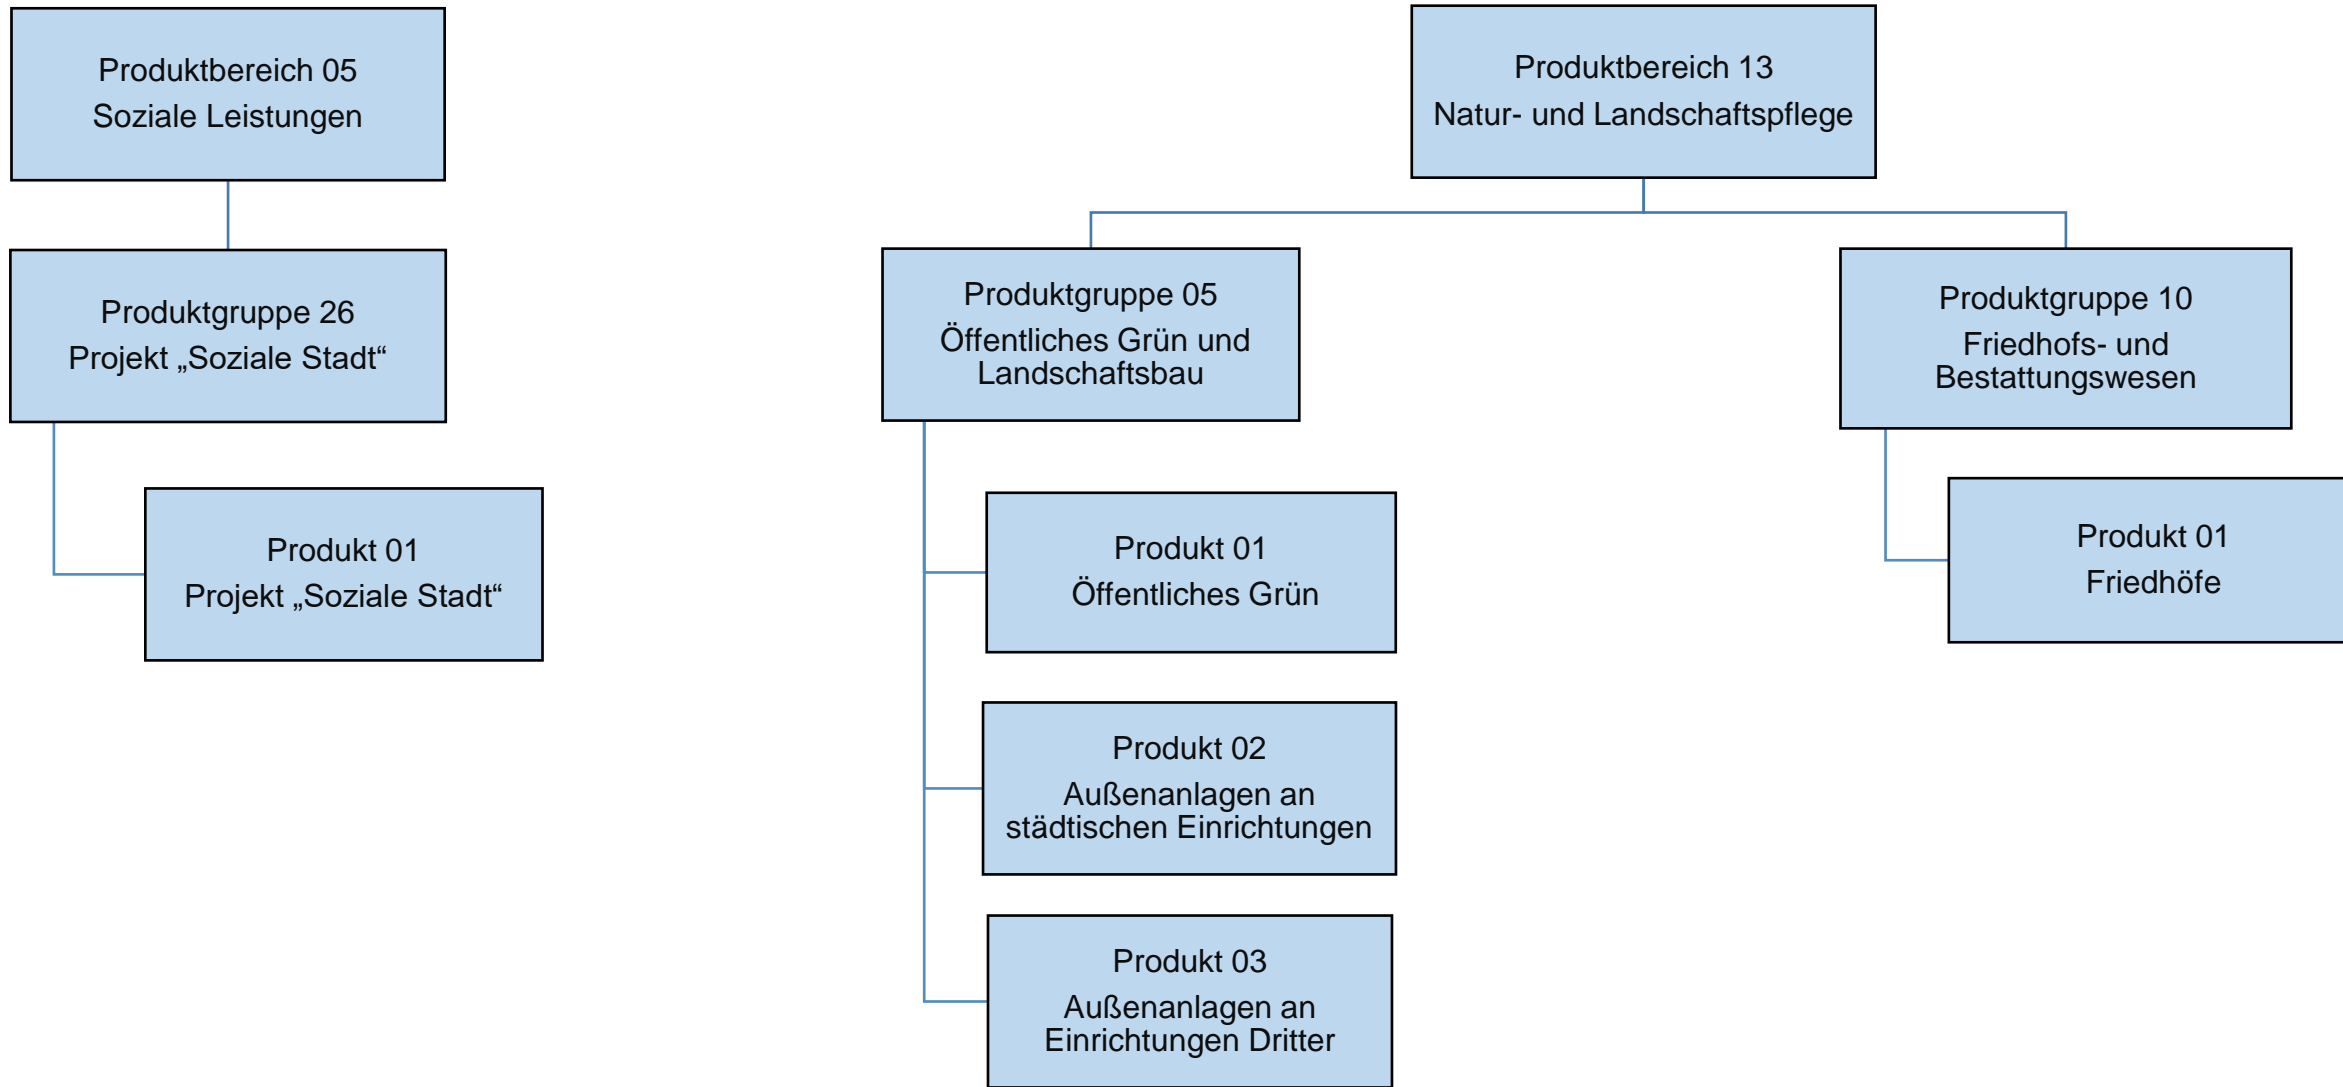 Produktbereich 05
Soziale Leistungen
Produktgruppe 26
Projekt „Soziale Stadt“
Produkt 01
Projekt „Soziale Stadt“
Produktbereich 13
Natur- und Landschaftspflege
Produktgruppe 05
Öffentliches Grün und
Landschaftsbau
Produkt 01
Öffentliches Grün
Produkt 02
Außenanlagen an
städtischen Einrichtungen
Produkt 03
Außenanlagen an
Einrichtungen Dritter
Produktgruppe 10
Friedhofs- und
Bestattungswesen
Produkt 01
Friedhöfe